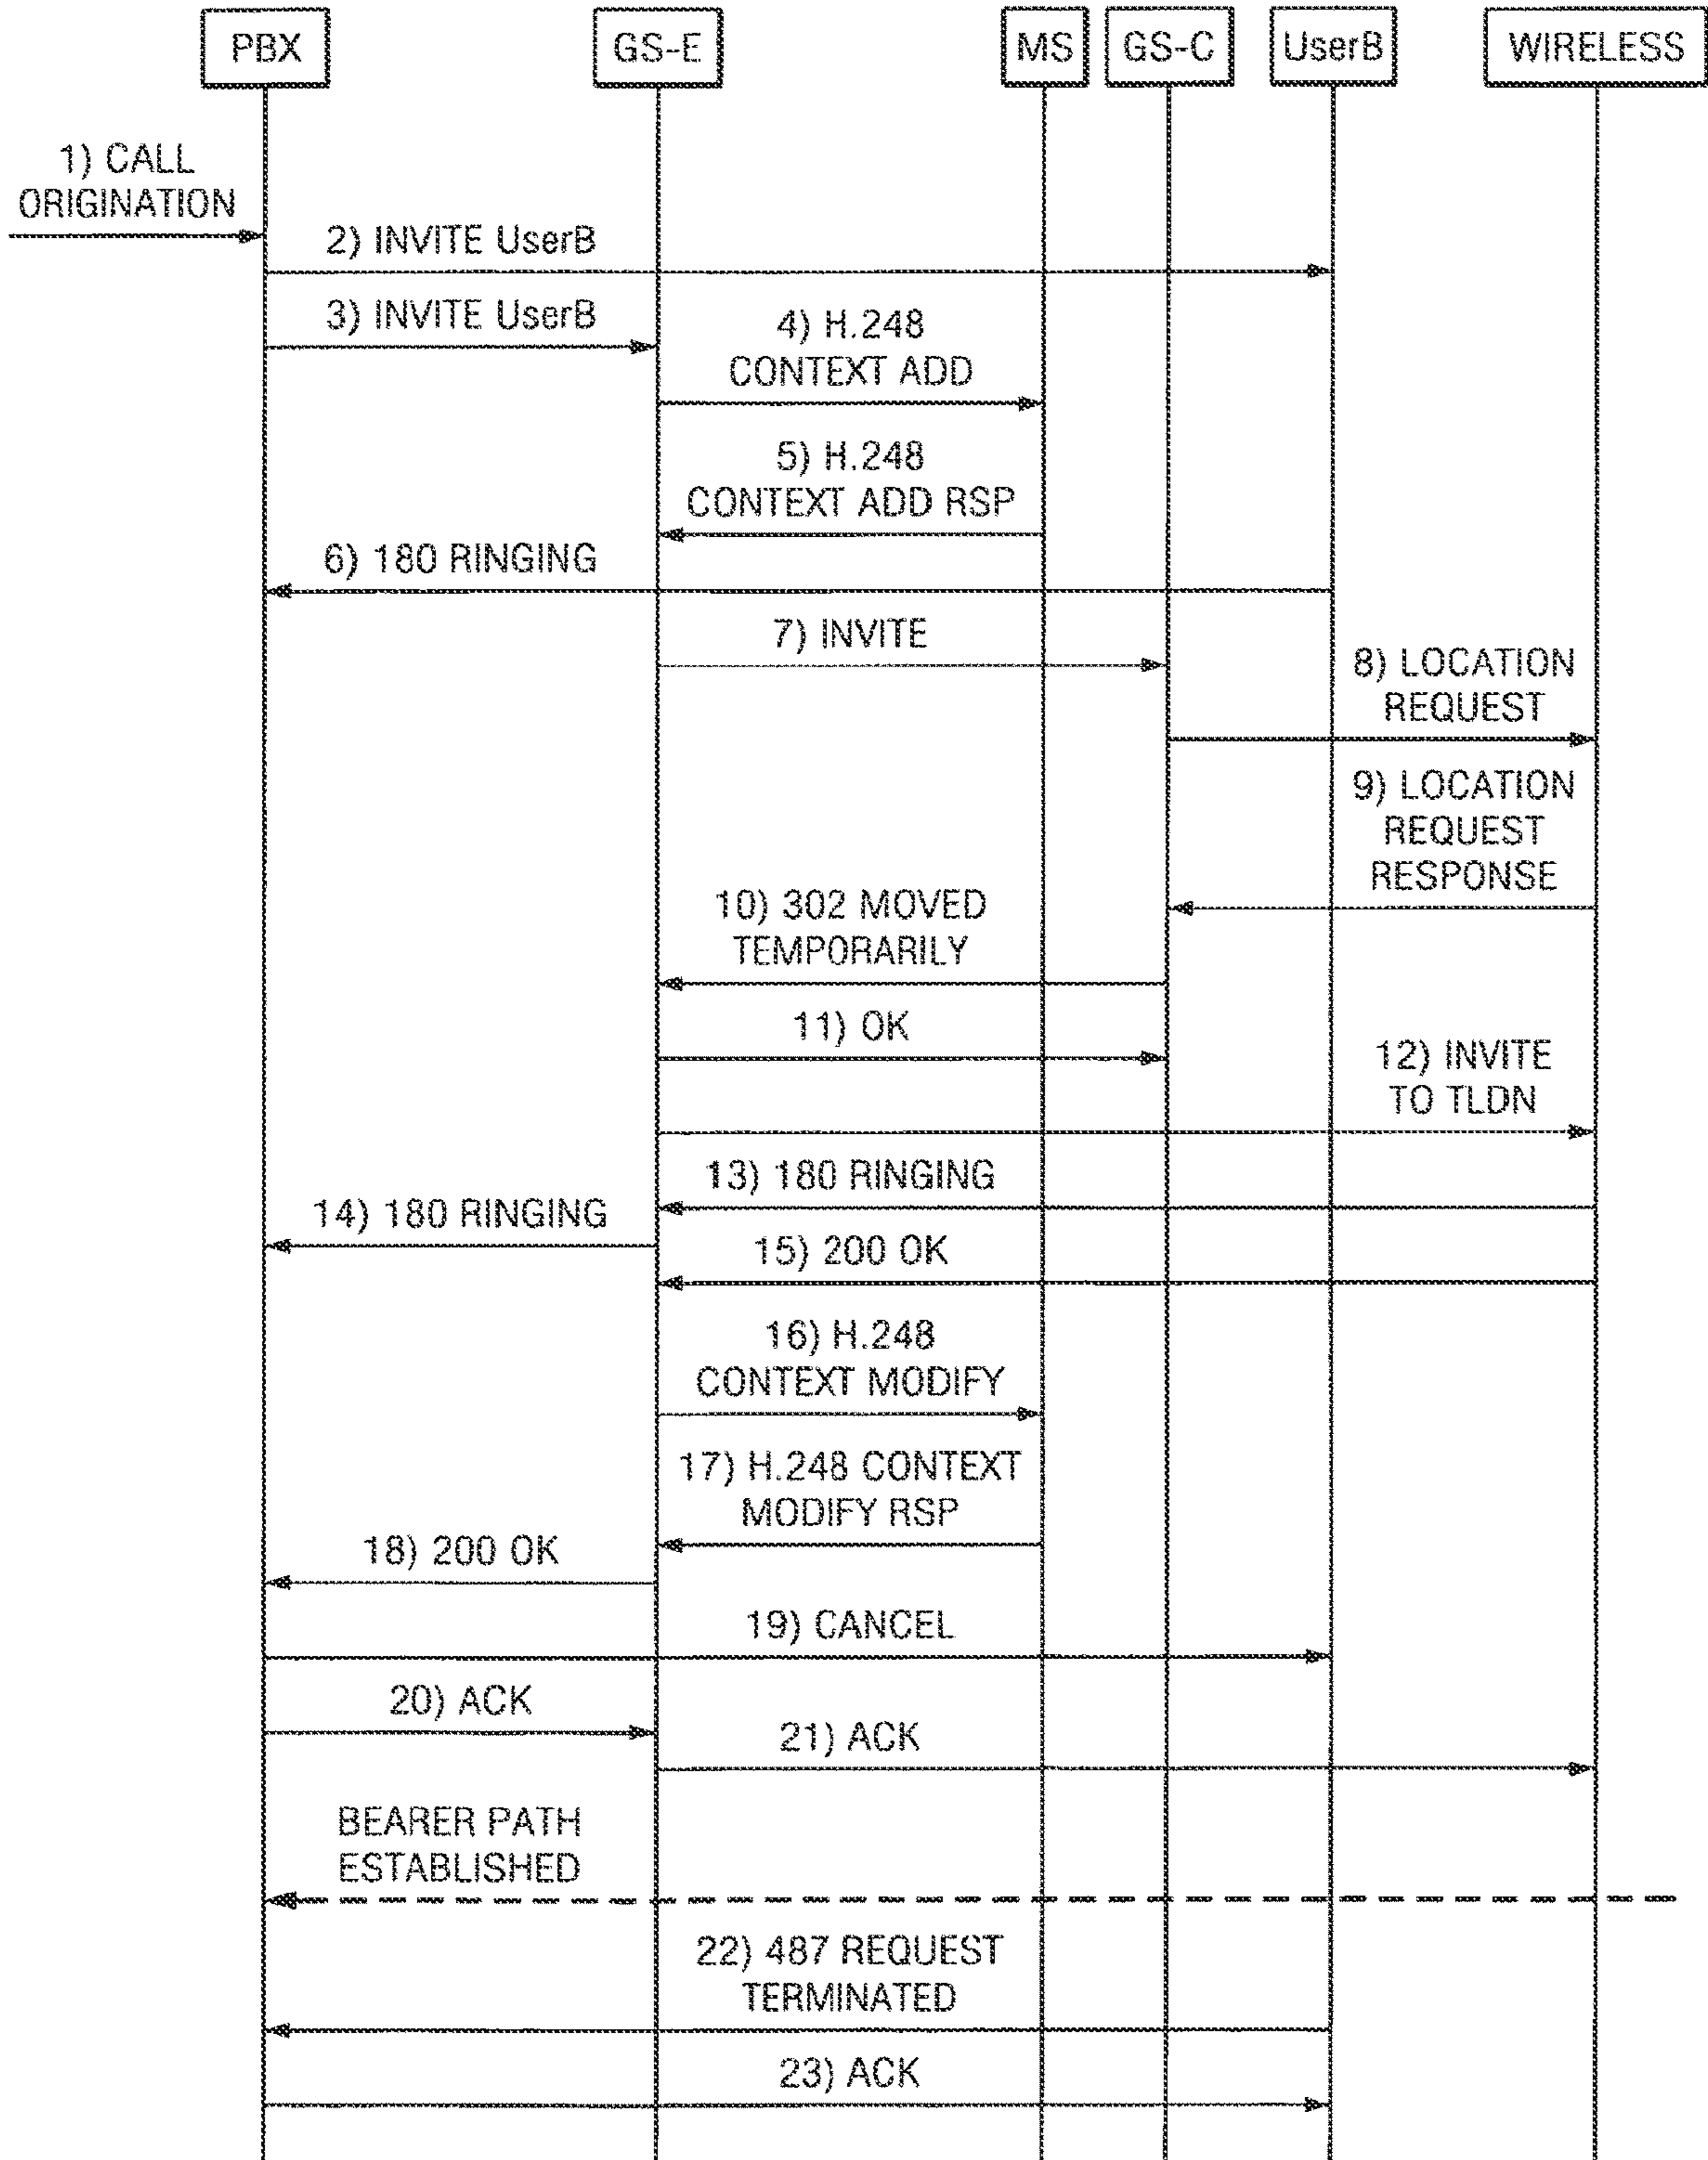 PBX
GS-E
MS
GS-C
UserB
WIRELESS
1) CALL
ORIGINATION
2) INVITE UserB
3) INVITE UserB
4) H.248
CONTEXT ADD
5) H.248
CONTEXT ADD RSP
6) 180 RINGING
7) INVITE
8) LOCATION
REQUEST
9) LOCATION
REQUEST
RESPONSE
10) 302 MOVED
TEMPORARILY
11) OK
12) INVITE
TO TLDN
13) 180 RINGING
14) 180 RINGING
15) 200 OK
16) H.248
CONTEXT MODIFY
17) H.248 CONTEXT
MODIFY RSP
18) 200 OK
19) CANCEL
20) ACK
21) ACK
BEARER PATH
ESTABLISHED
22) 487 REQUEST
TERMINATED
23) ACK